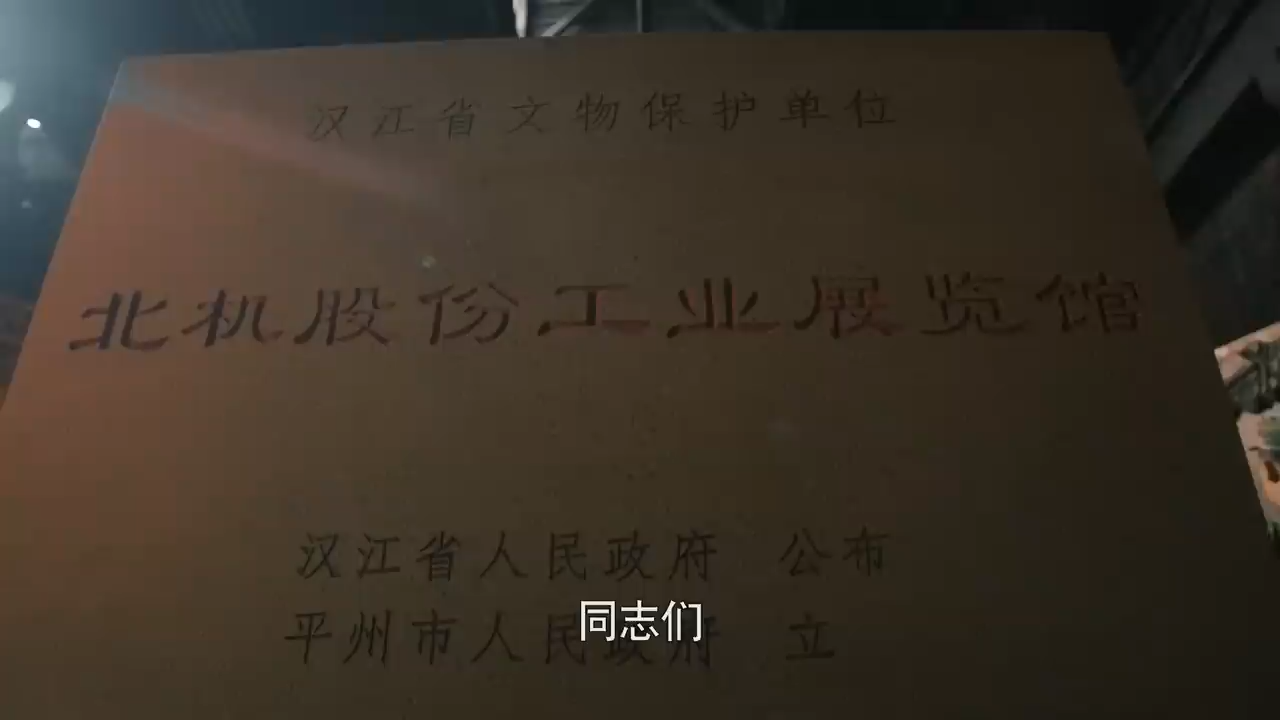 汉江省文物保护单位
北机股份工业展览馆
汉江省人民政府 公布
平州市人民政府 立
同志们